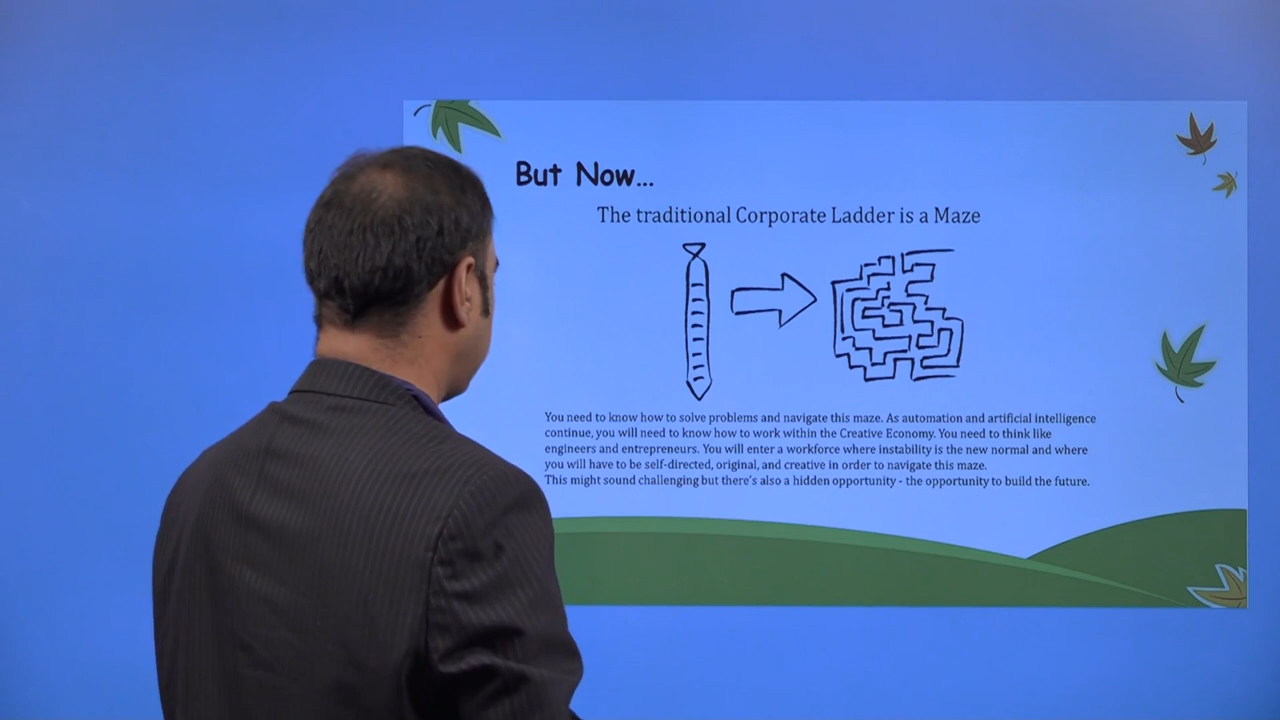 But Now...
The traditional Corporate Ladder is a Maze
You need to know how to solve problems and navigate this maze. As automation and artificial intelligence
continue, you will need to know how to work within the Creative Economy. You need to think like
engineers and entrepreneurs. You will enter a workforce where instability is the new normal and where
you will have to be self-directed, original, and creative in order to navigate this maze.
This might sound challenging but there's also a hidden opportunity - the opportunity to build the future.